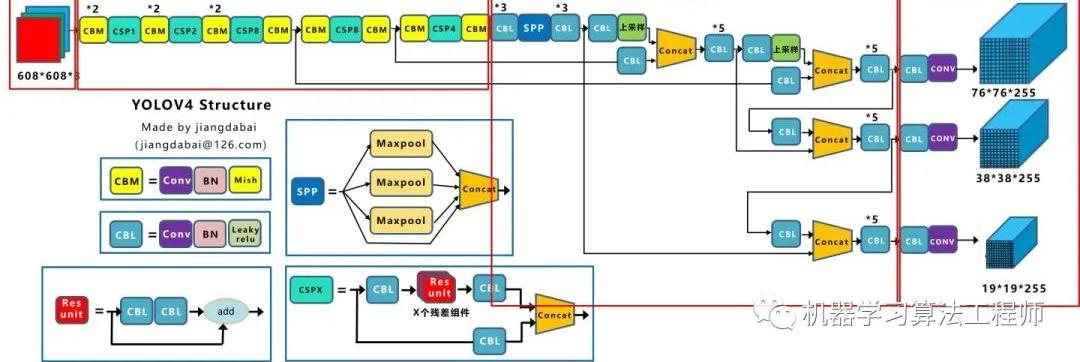 *2 *2 *2 *3 *3
CBM CSP1 CBM CSP2 CBM CSP8 CBM CBM CSP8 CBM CSP4 CBM CBL SPP CBL CBL 上采样
*5
CBL Concat CBL CBL 上采样
*5
CBL Concat CBL CBL CONV
608*608*3
76*76*255
YOLOV4 Structure
Made by jiangdabai
(jiangdabai@126.com)
*5
CBL Concat CBL CBL CONV
38*38*255
CBM = Conv BN Mish
CBL = Conv BN Leaky relu
SPP = Maxpool Maxpool Maxpool Concat
*5
CBL Concat CBL CBL CONV
19*19*255
Res unit = CBL CBL add
CSPX = CBL Res unit CBL
X个残差组件
CBL Concat
机器学习算法工程师